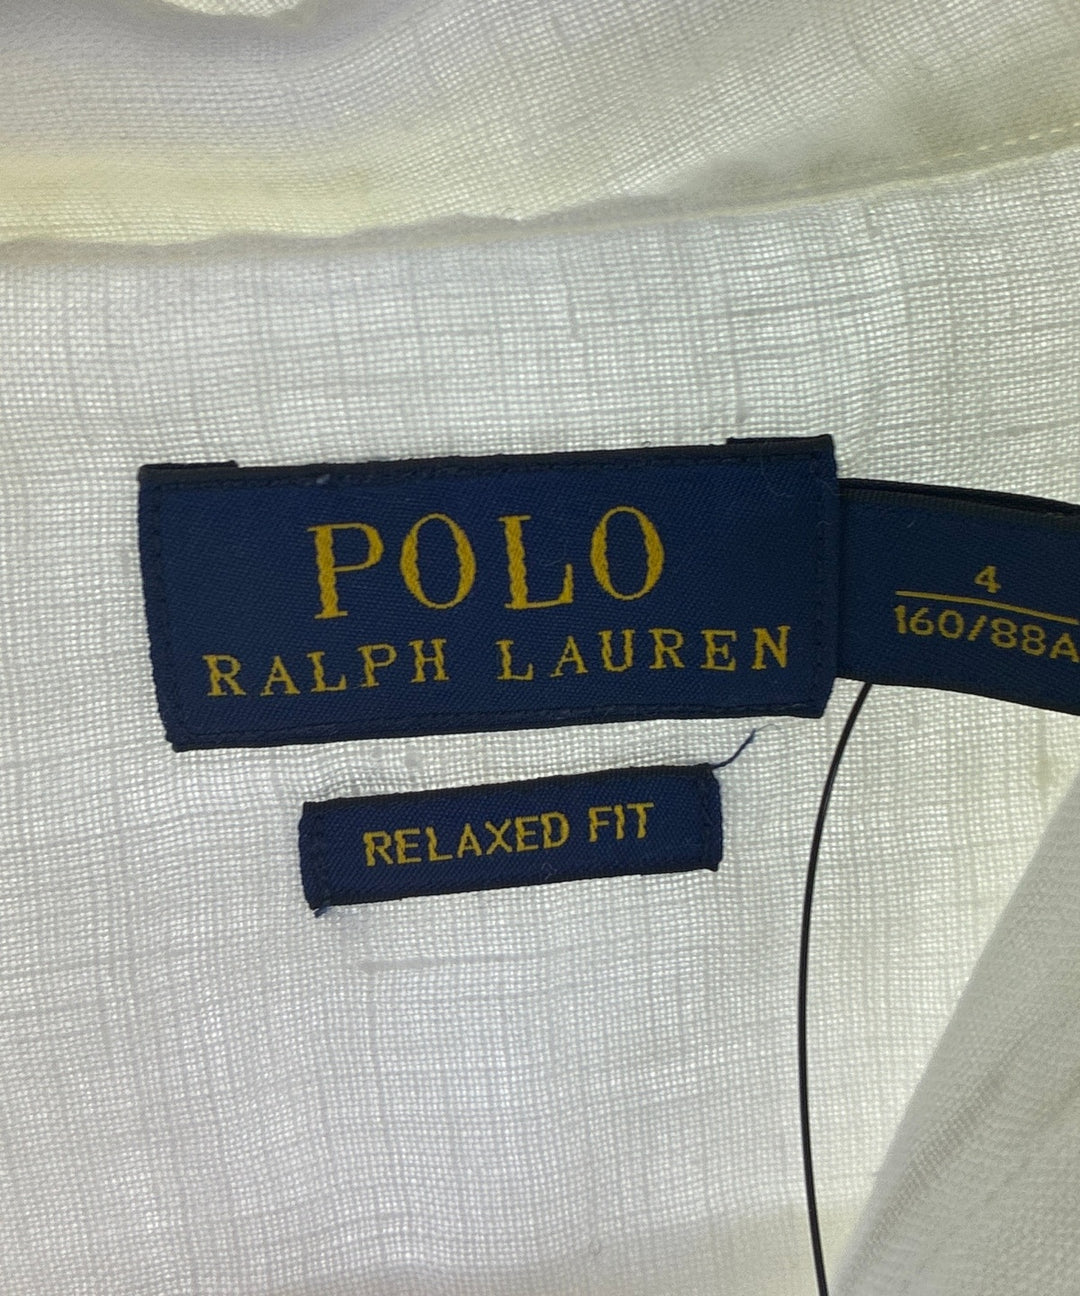 POLO
RALPH LAUREN
4
160/88A
RELAXED FIT